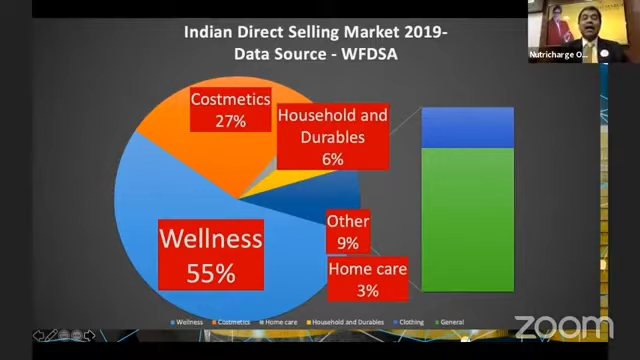 Indian Direct Selling Market 2019-
Data Source - WFDSA
Costmetics
27%
Household and
Durables
6%
Wellness
55%
Other
9%
Home care
3%
Wellness Costmetics Home care Household and Durables Clothing General
Nutricharge O...
zoom